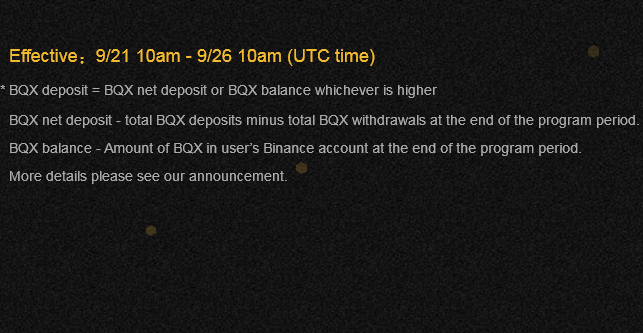 Effective：9/21 10am - 9/26 10am (UTC time)
* BQX deposit = BQX net deposit or BQX balance whichever is higher
BQX net deposit - total BQX deposits minus total BQX withdrawals at the end of the program period.
BQX balance - Amount of BQX in user’s Binance account at the end of the program period.
More details please see our announcement.